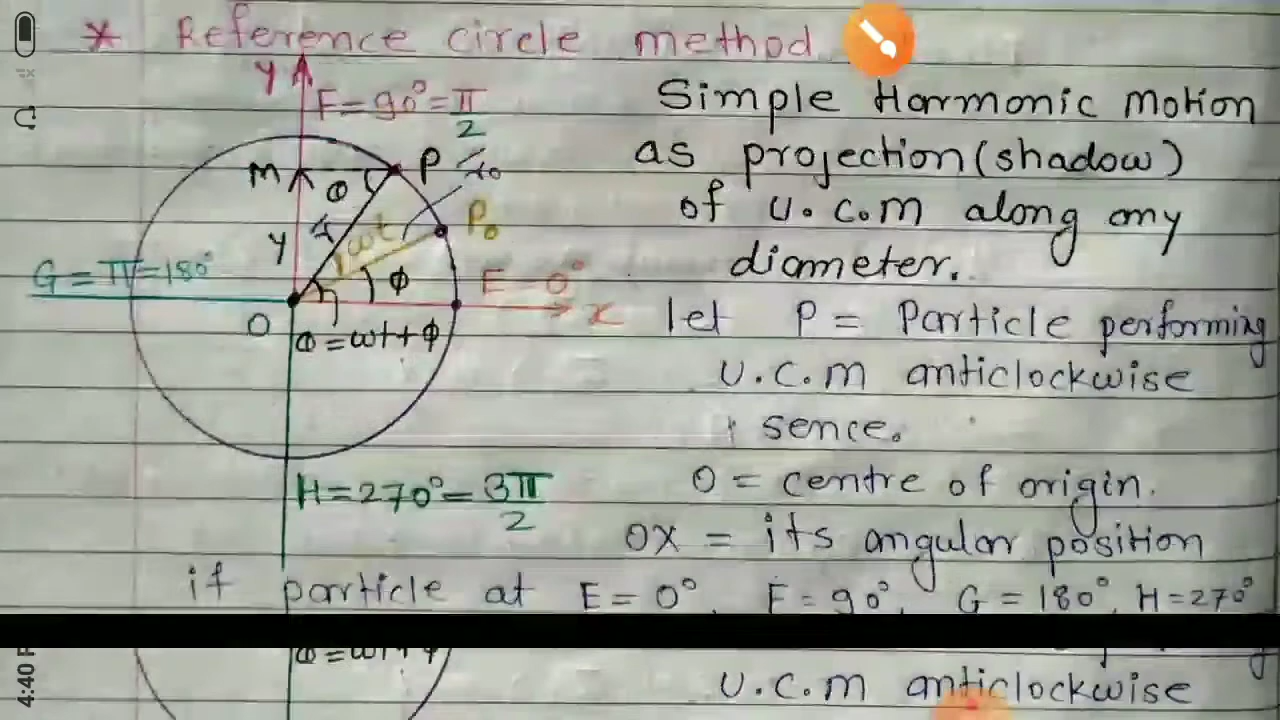 * Reference circle method
Y
F = 90° = π/2
M
P
P₀
y
ωt
ϕ
G = π = 180°
E = 0°
x
O
θ = ωt + ϕ
H = 270° = 3π/2
Simple Harmonic Motion
as projection (shadow)
of U.C.M along any
diameter.
let P = Particle performing
U.C.M anticlockwise
sence.
O = centre of origin.
OX = its angular position
if particle at E = 0°, F = 90°, G = 180°, H = 270°
U.C.M anticlockwise